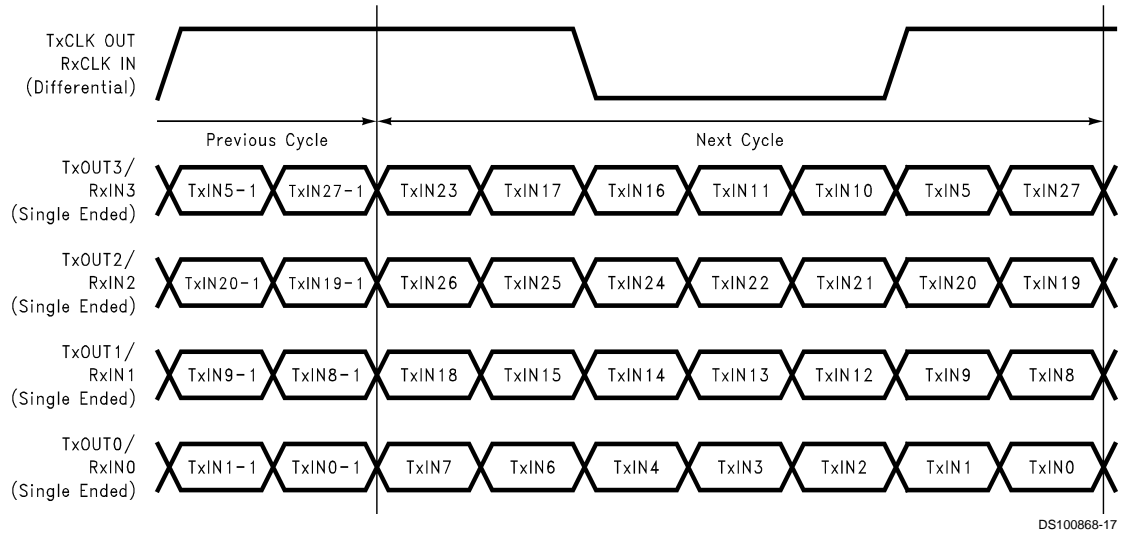 TxCLK OUT
RxCLK IN
(Differential)
Previous Cycle
Next Cycle
TxOUT3/
RxIN3
(Single Ended)
TxIN5-1 TxIN27-1 TxIN23 TxIN17 TxIN16 TxIN11 TxIN10 TxIN5 TxIN27
TxOUT2/
RxIN2
(Single Ended)
TxIN20-1 TxIN19-1 TxIN26 TxIN25 TxIN24 TxIN22 TxIN21 TxIN20 TxIN19
TxOUT1/
RxIN1
(Single Ended)
TxIN9-1 TxIN8-1 TxIN18 TxIN15 TxIN14 TxIN13 TxIN12 TxIN9 TxIN8
TxOUT0/
RxIN0
(Single Ended)
TxIN1-1 TxIN0-1 TxIN7 TxIN6 TxIN4 TxIN3 TxIN2 TxIN1 TxIN0
DS100868-17